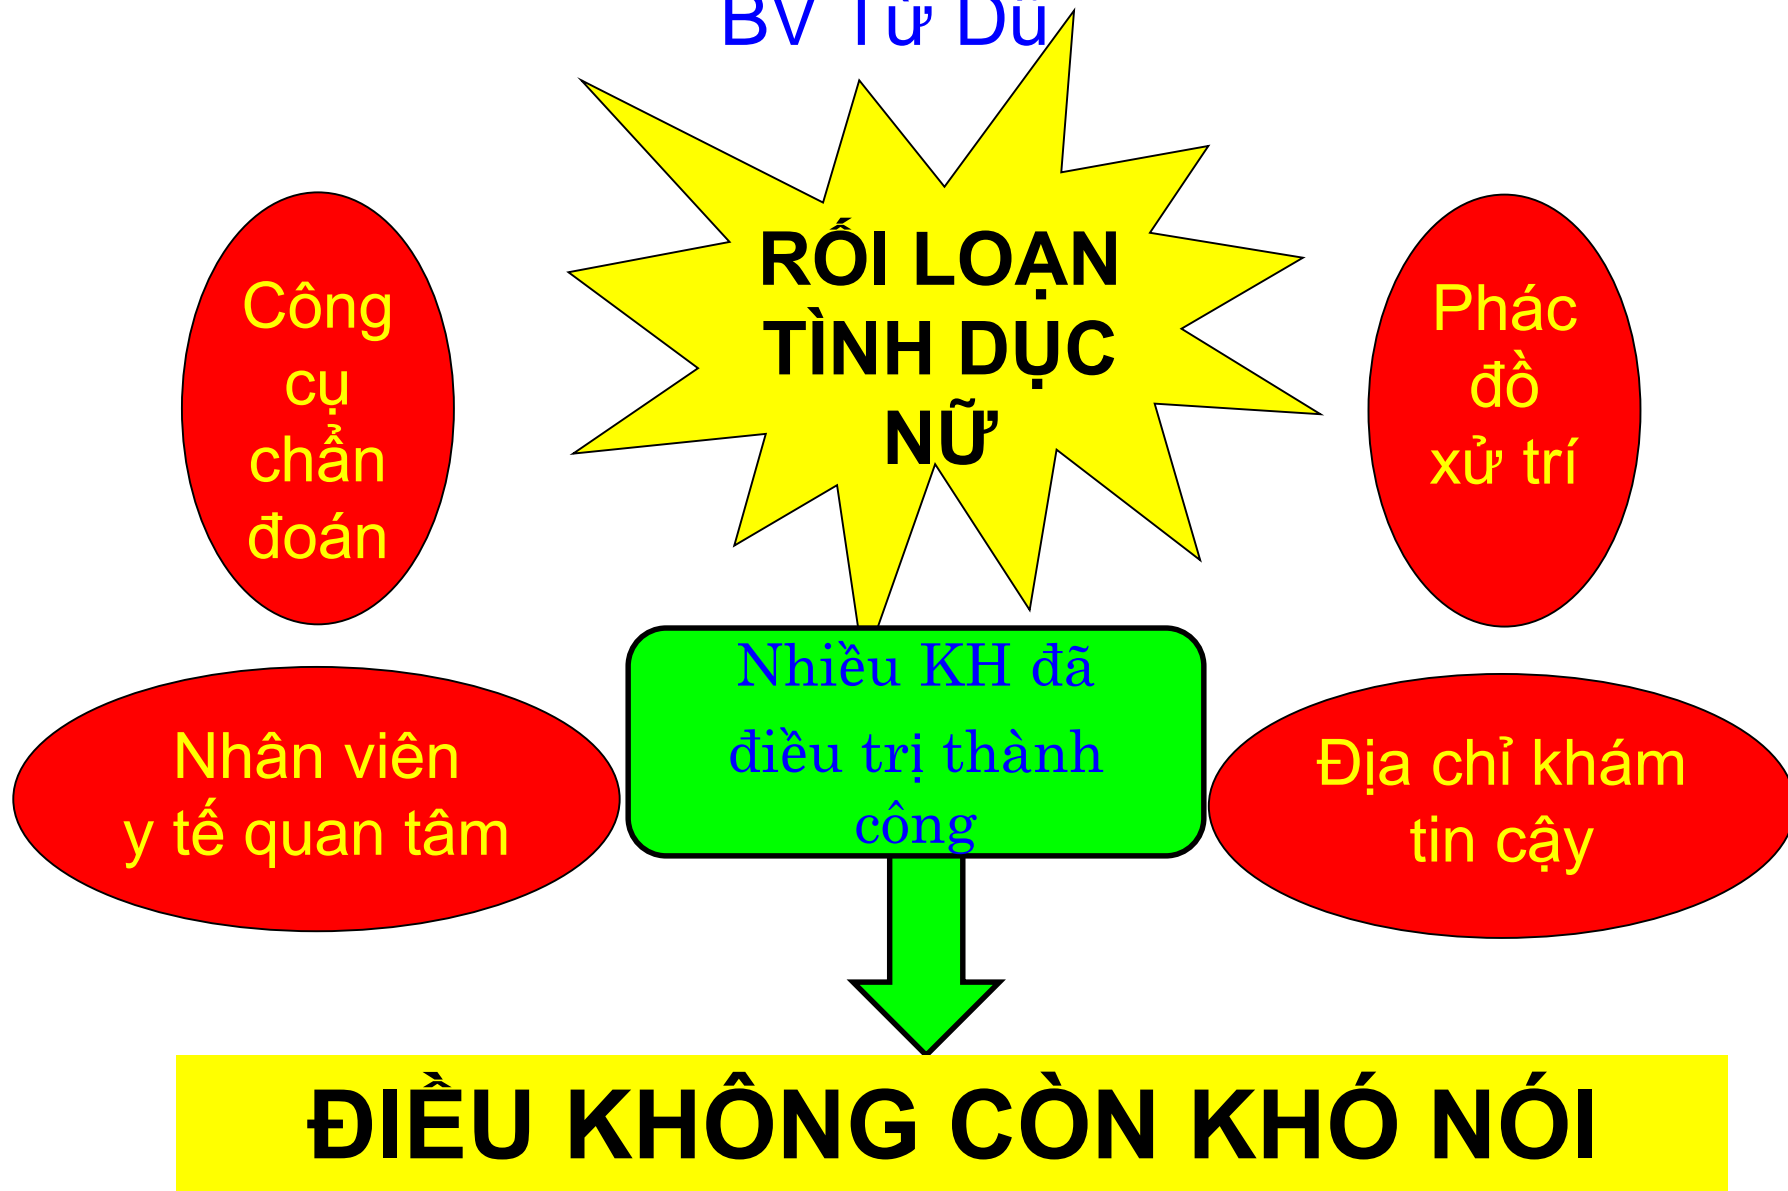 BV Từ Dũ
RỐI LOẠN
TÌNH DỤC
NỮ
Công
cụ
chẩn
đoán
Phác
đồ
xử trí
Nhiều KH đã
điều trị thành
công
Nhân viên
y tế quan tâm
Địa chỉ khám
tin cậy
ĐIỀU KHÔNG CÒN KHÓ NÓI